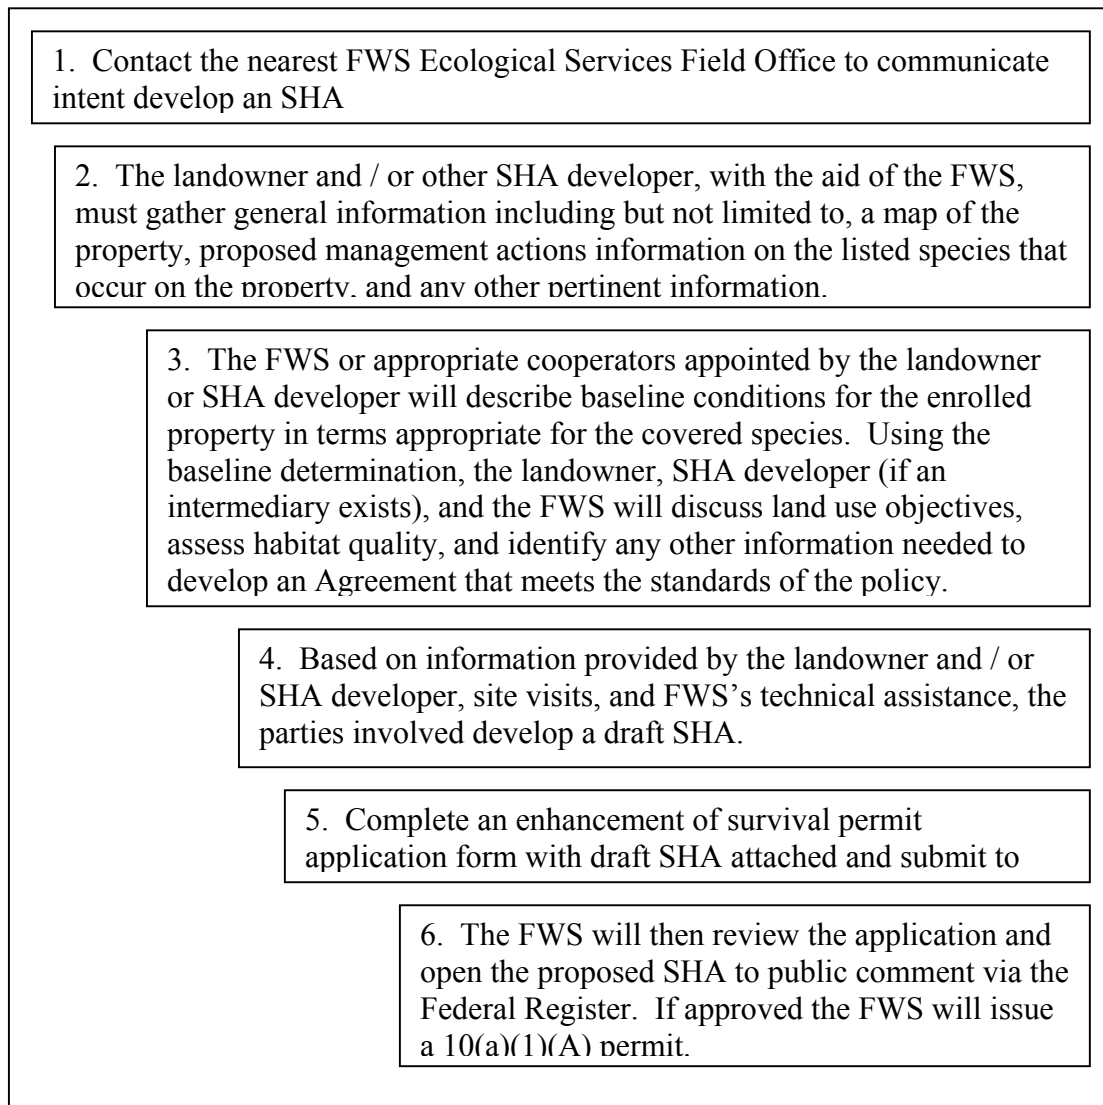 1. Contact the nearest FWS Ecological Services Field Office to communicate
intent develop an SHA
2. The landowner and / or other SHA developer, with the aid of the FWS,
must gather general information including but not limited to, a map of the
property, proposed management actions information on the listed species that
occur on the property, and any other pertinent information.
3. The FWS or appropriate cooperators appointed by the landowner
or SHA developer will describe baseline conditions for the enrolled
property in terms appropriate for the covered species. Using the
baseline determination, the landowner, SHA developer (if an
intermediary exists), and the FWS will discuss land use objectives,
assess habitat quality, and identify any other information needed to
develop an Agreement that meets the standards of the policy.
4. Based on information provided by the landowner and / or
SHA developer, site visits, and FWS’s technical assistance, the
parties involved develop a draft SHA.
5. Complete an enhancement of survival permit
application form with draft SHA attached and submit to
6. The FWS will then review the application and
open the proposed SHA to public comment via the
Federal Register. If approved the FWS will issue
a 10(a)(1)(A) permit.